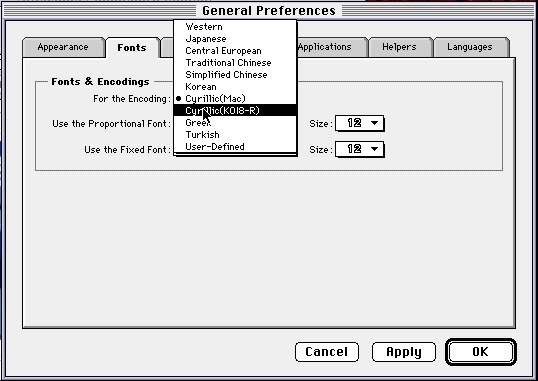 General Preferences
Appearance
Fonts
Applications
Helpers
Languages
Fonts & Encodings
For the Encoding:
Western
Japanese
Central European
Traditional Chinese
Simplified Chinese
Korean
Cyrillic(Mac)
Cyrillic(KOI8-R)
Greek
Turkish
User-Defined
Use the Proportional Font:
Size: 12
Use the Fixed Font:
Size: 12
Cancel
Apply
OK